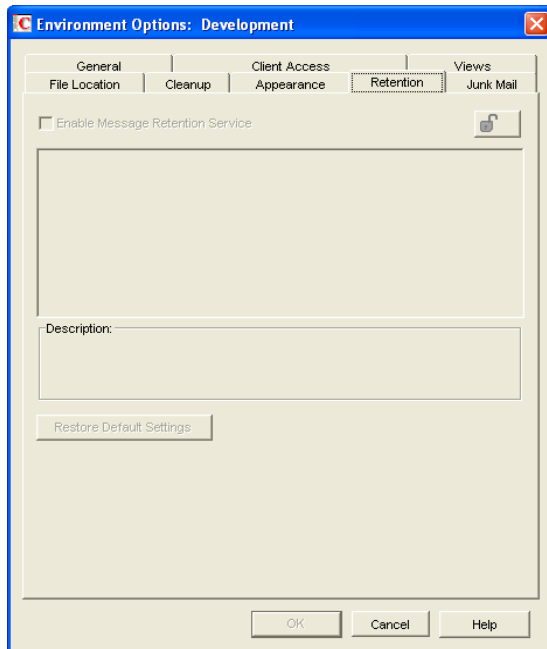 Environment Options: Development
General Client Access Views
File Location Cleanup Appearance Retention Junk Mail
Enable Message Retention Service
Description:
Restore Default Settings
OK Cancel Help